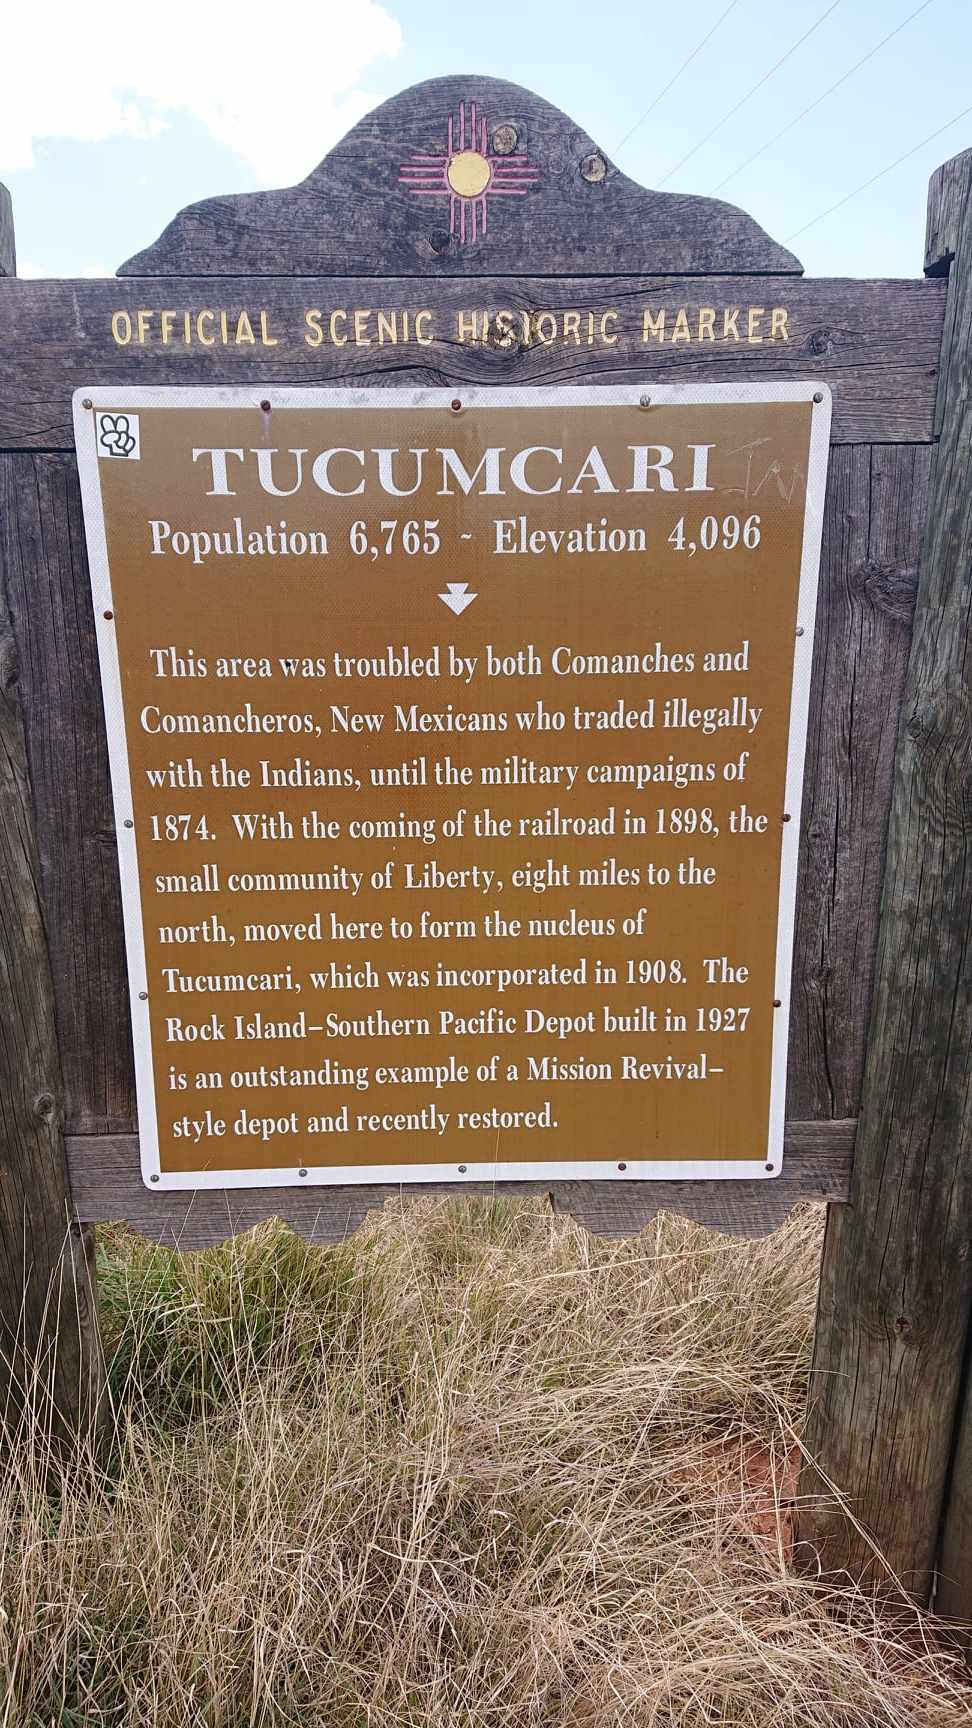 OFFICIAL SCENIC HISTORIC MARKER
TUCUMCARI
Population 6,765 - Elevation 4,096
This area was troubled by both Comanches and
Comancheros, New Mexicans who traded illegally
with the Indians, until the military campaigns of
1874. With the coming of the railroad in 1898, the
small community of Liberty, eight miles to the
north, moved here to form the nucleus of
Tucumcari, which was incorporated in 1908. The
Rock Island–Southern Pacific Depot built in 1927
is an outstanding example of a Mission Revival–
style depot and recently restored.